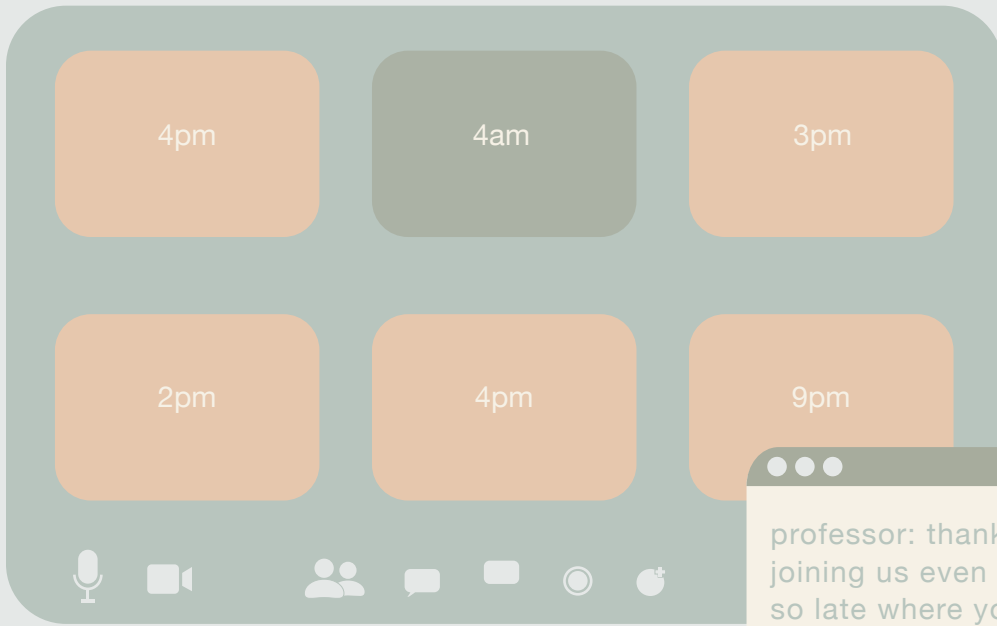 4pm
4am
3pm
2pm
4pm
9pm
professor: thank
joining us even
so late where yo